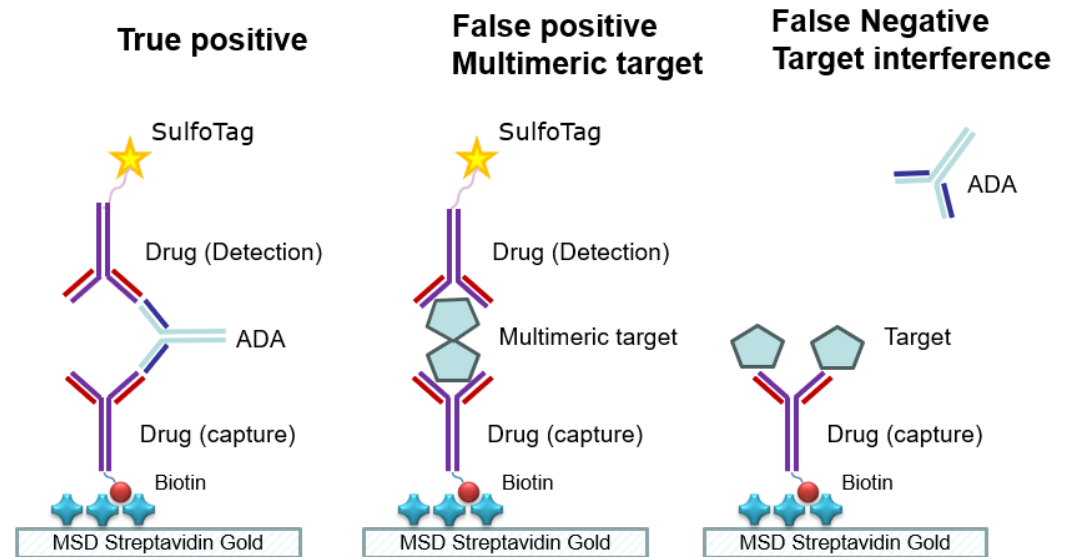 True positive
False positive
Multimeric target
False Negative
Target interference
SulfoTag
Drug (Detection)
ADA
Drug (capture)
Biotin
MSD Streptavidin Gold
SulfoTag
Drug (Detection)
Multimeric target
Drug (capture)
Biotin
MSD Streptavidin Gold
ADA
Target
Drug (capture)
Biotin
MSD Streptavidin Gold